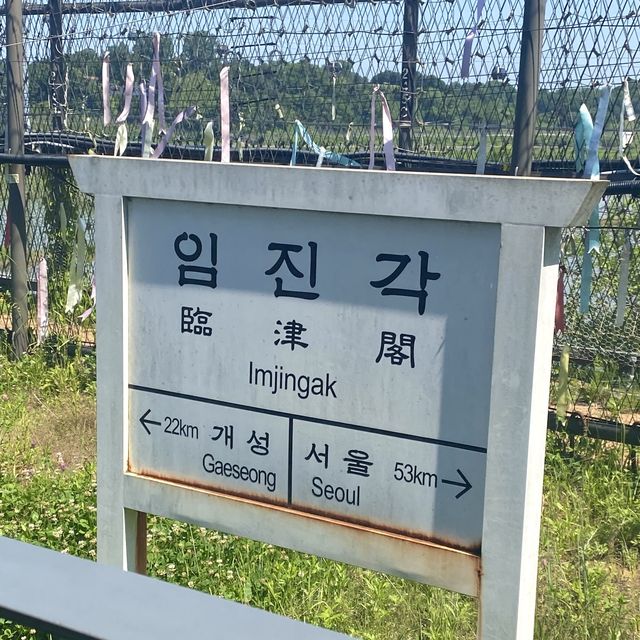 임진각
臨津閣
Imjingak
←22km 개성
Gaeseong
서울 53km→
Seoul